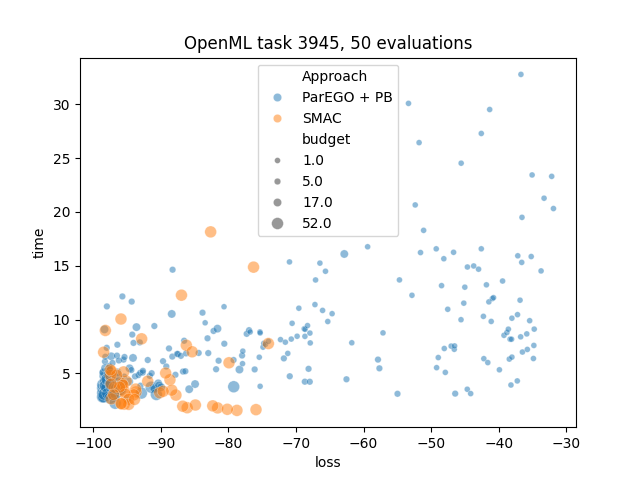 OpenML task 3945, 50 evaluations
Approach
ParEGO + PB
SMAC
budget
1.0
5.0
17.0
52.0
time
30
25
20
15
10
5
−100
−90
−80
−70
−60
−50
−40
−30
loss